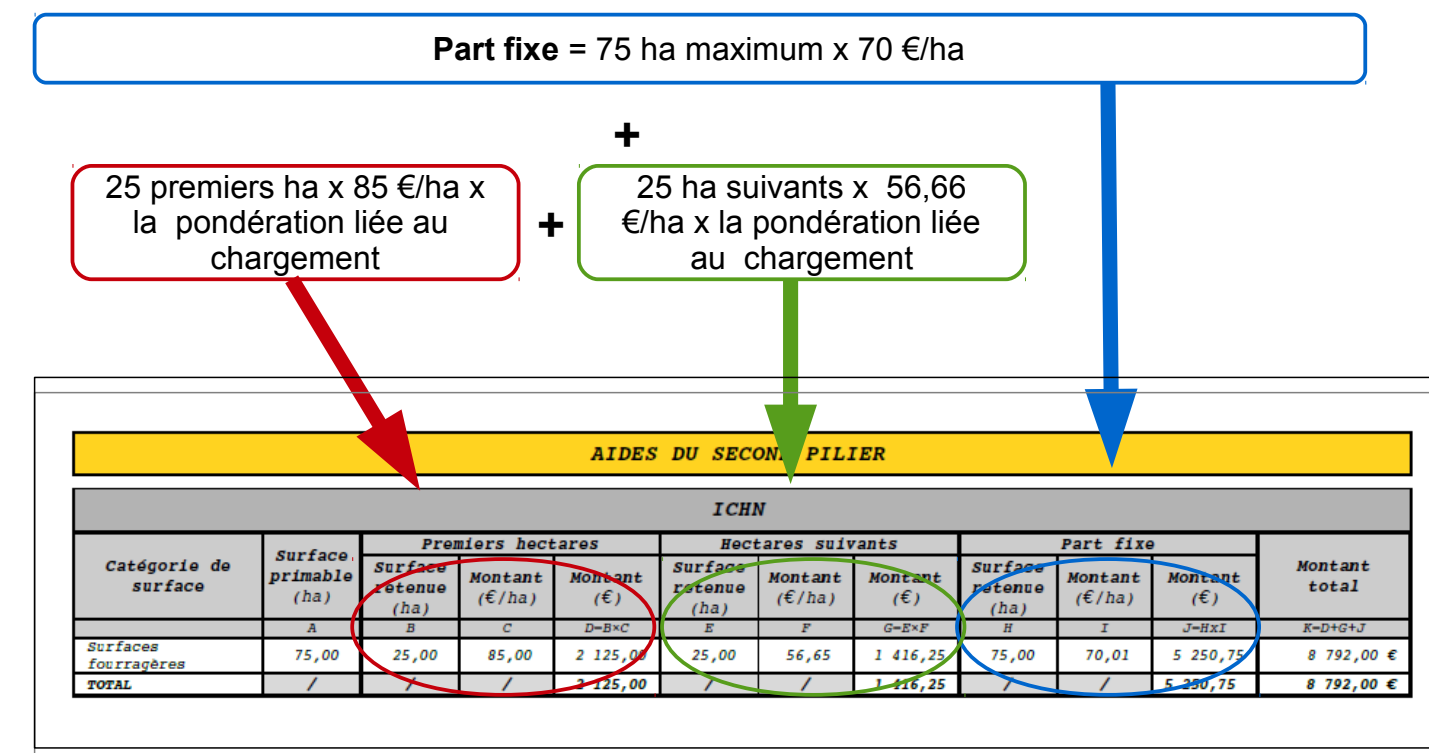 Part fixe = 75 ha maximum x 70 €/ha
+
25 premiers ha x 85 €/ha x
la pondération liée au
chargement
+
25 ha suivants x 56,66
€/ha x la pondération liée
au chargement
AIDES DU SECOND PILIER
ICHN
Catégorie de surface
Surface primable (ha)
Premiers hectares
Hectares suivants
Part fixe
Montant total
Surface retenue (ha)
Montant (€/ha)
Montant (€)
Surface retenue (ha)
Montant (€/ha)
Montant (€)
Surface retenue (ha)
Montant (€/ha)
Montant (€)
A B C D=B×C E F G=E×F H I J=HxI K=D+G+J
Surfaces fourragères 75,00 25,00 85,00 2 125,00 25,00 56,65 1 416,25 75,00 70,01 5 250,75 8 792,00 €
TOTAL / / / 2 125,00 / / 1 416,25 / / 5 250,75 8 792,00 €